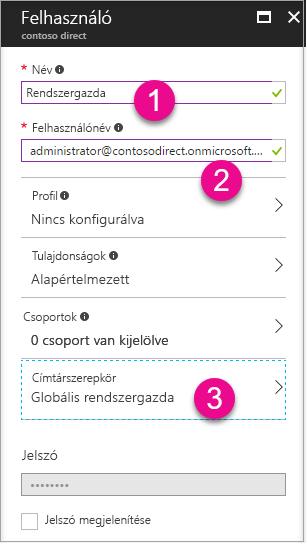 Felhasználó
contoso direct
* Név
Rendszergazda
1
* Felhasználónév
administrator@contosodirect.onmicrosoft....
2
Profil
Nincs konfigurálva
Tulajdonságok
Alapértelmezett
Csoportok
0 csoport van kijelölve
Címtárszerepkör
Globális rendszergazda
3
Jelszó
••••••••
Jelszó megjelenítése